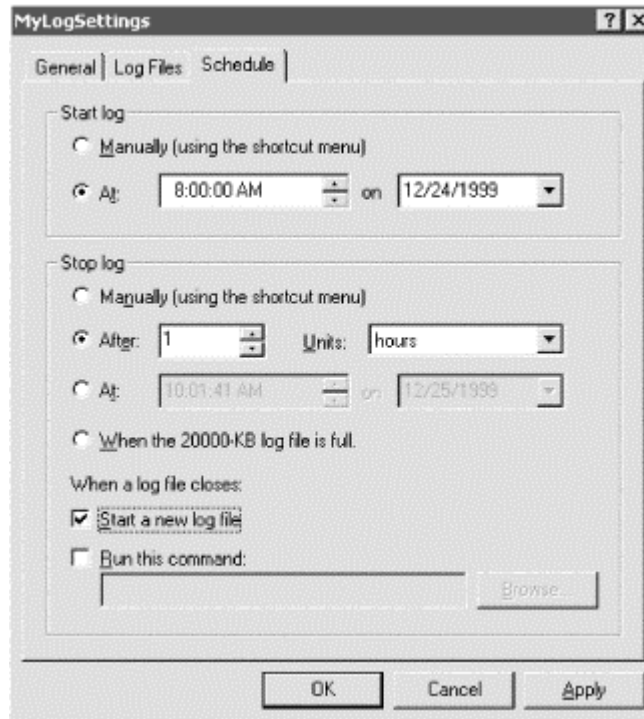 MyLogSettings
General Log Files Schedule
Start log
Manually (using the shortcut menu)
At: 8:00:00 AM on 12/24/1999
Stop log
Manually (using the shortcut menu)
After: 1 Units: hours
At: 10:01:41 AM on 12/25/1999
When the 20000-KB log file is full.
When a log file closes:
Start a new log file
Run this command:
Browse...
OK Cancel Apply